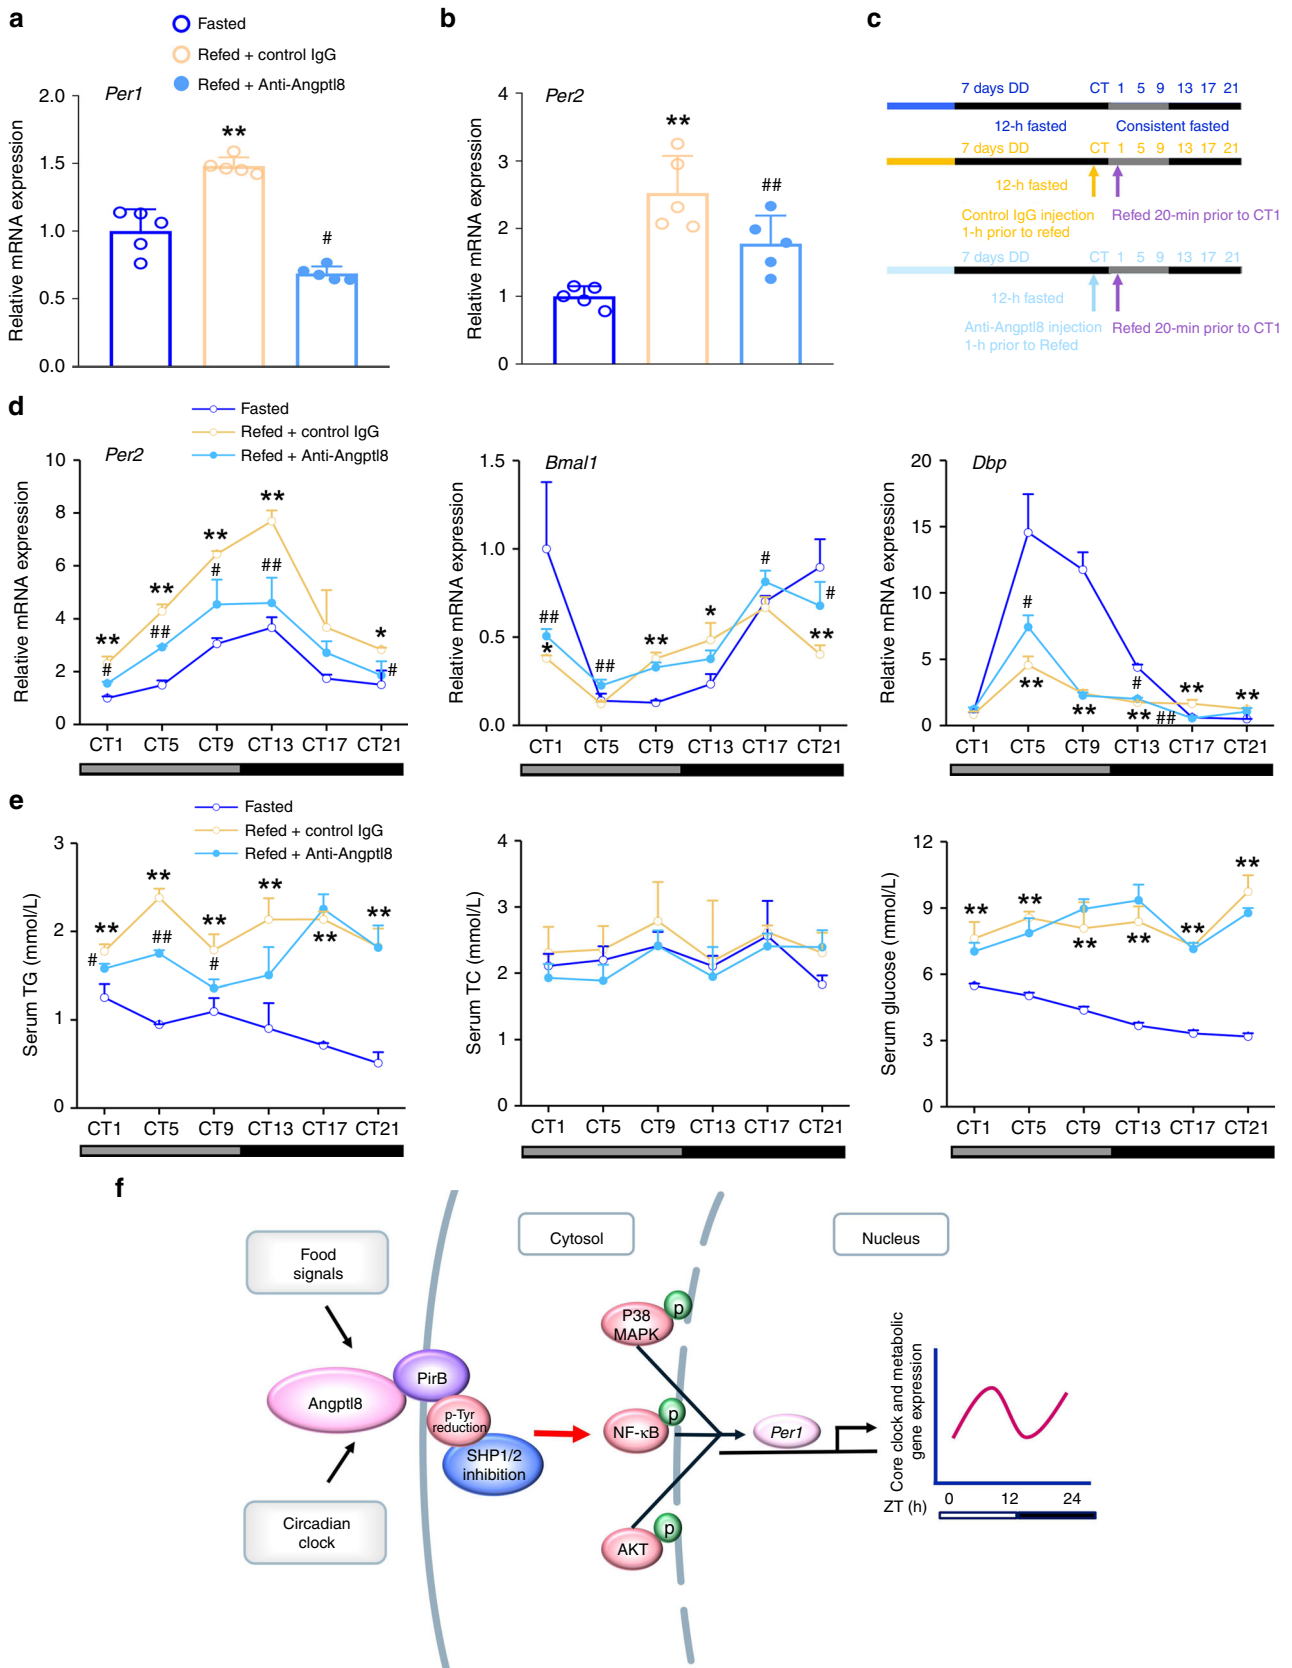 a
Fasted
Refed + control IgG
Refed + Anti-Angptl8
Per1
Relative mRNA expression
2.0
1.5
1.0
0.5
0.0
**
#
b
Per2
Relative mRNA expression
4
3
2
1
0
**
##
c
7 days DD CT 1 5 9 13 17 21
12-h fasted Consistent fasted
7 days DD CT 1 5 9 13 17 21
12-h fasted
Control IgG injection Refed 20-min prior to CT1
1-h prior to refed
7 days DD CT 1 5 9 13 17 21
12-h fasted
Anti-Angptl8 injection Refed 20-min prior to CT1
1-h prior to Refed
d
Fasted
Refed + control IgG
Refed + Anti-Angptl8
Per2
Relative mRNA expression
10
8
6
4
2
0
** ** ** ** *
# ## # ## #
CT1 CT5 CT9 CT13 CT17 CT21
Bmal1
Relative mRNA expression
1.5
1.0
0.5
0.0
## ## # #
* ** * **
CT1 CT5 CT9 CT13 CT17 CT21
Dbp
Relative mRNA expression
20
15
10
5
0
# # ##
** ** ** ** **
CT1 CT5 CT9 CT13 CT17 CT21
e
Fasted
Refed + control IgG
Refed + Anti-Angptl8
Serum TG (mmol/L)
3
2
1
0
** ** ** ** ** **
# ## #
CT1 CT5 CT9 CT13 CT17 CT21
Serum TC (mmol/L)
4
3
2
1
0
CT1 CT5 CT9 CT13 CT17 CT21
Serum glucose (mmol/L)
12
9
6
3
0
** ** ** ** ** **
CT1 CT5 CT9 CT13 CT17 CT21
f
Food
signals
Cytosol
Nucleus
Angptl8
PirB
p-Tyr
reduction
SHP1/2
inhibition
Circadian
clock
P38
MAPK
p
NF-κB
p
AKT
p
Per1
Core clock and metabolic
gene expression
ZT (h) 0 12 24